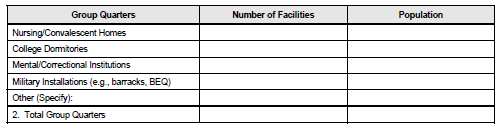 Group Quarters Number of Facilities Population
Nursing/Convalescent Homes
College Dormitories
Mental/Correctional Institutions
Military Installations (e.g., barracks, BEQ)
Other (Specify):
2. Total Group Quarters